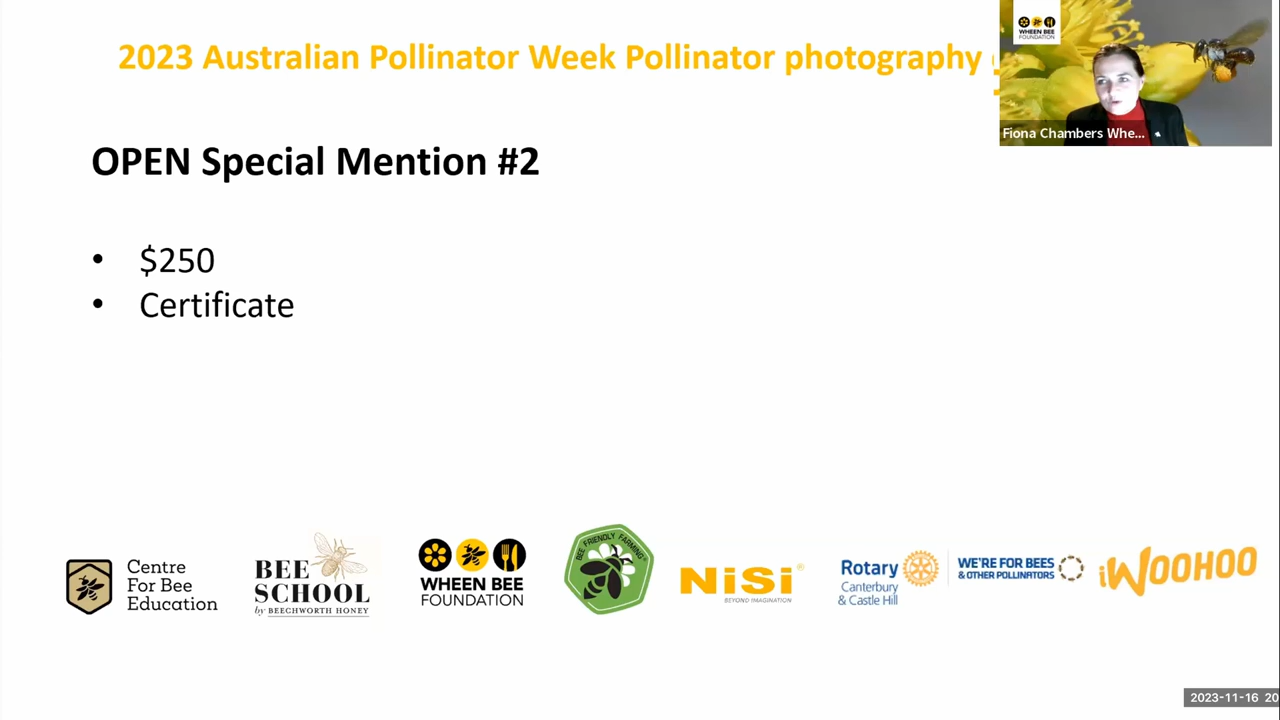 2023 Australian Pollinator Week Pollinator photography
WHEEN BEE
FOUNDATION
Fiona Chambers Whe...
OPEN Special Mention #2
• $250
• Certificate
Centre
For Bee
Education
BEE
SCHOOL
by BEECHWORTH HONEY
WHEEN BEE
FOUNDATION
BEE FRIENDLY FARMING
NiSi®
BEYOND IMAGINATION
Rotary
Canterbury
& Castle Hill
WE'RE FOR BEES
& OTHER POLLINATORS
iWOOHOO
2023-11-16 20